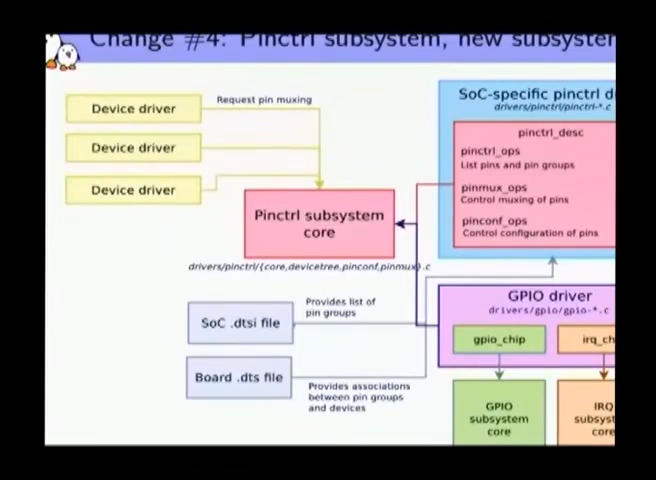 Change #4: Pinctrl subsystem, new
Device driver
Request pin muxing
Device driver
Device driver
Pinctrl subsystem
core
drivers/pinctrl/{core,devicetree,pinconf,pinmux}.c
SoC-specific pinctrl
drivers/pinctrl/pinctrl-*.c
pinctrl_desc
pinctrl_ops
List pins and pin groups
pinmux_ops
Control muxing of pins
pinconf_ops
Control configuration of pins
SoC .dtsi file
Provides list of
pin groups
Board .dts file
Provides associations
between pin groups
and devices
GPIO driver
drivers/gpio/gpio-*.c
gpio_chip
GPIO
subsystem
core
IRQ
core